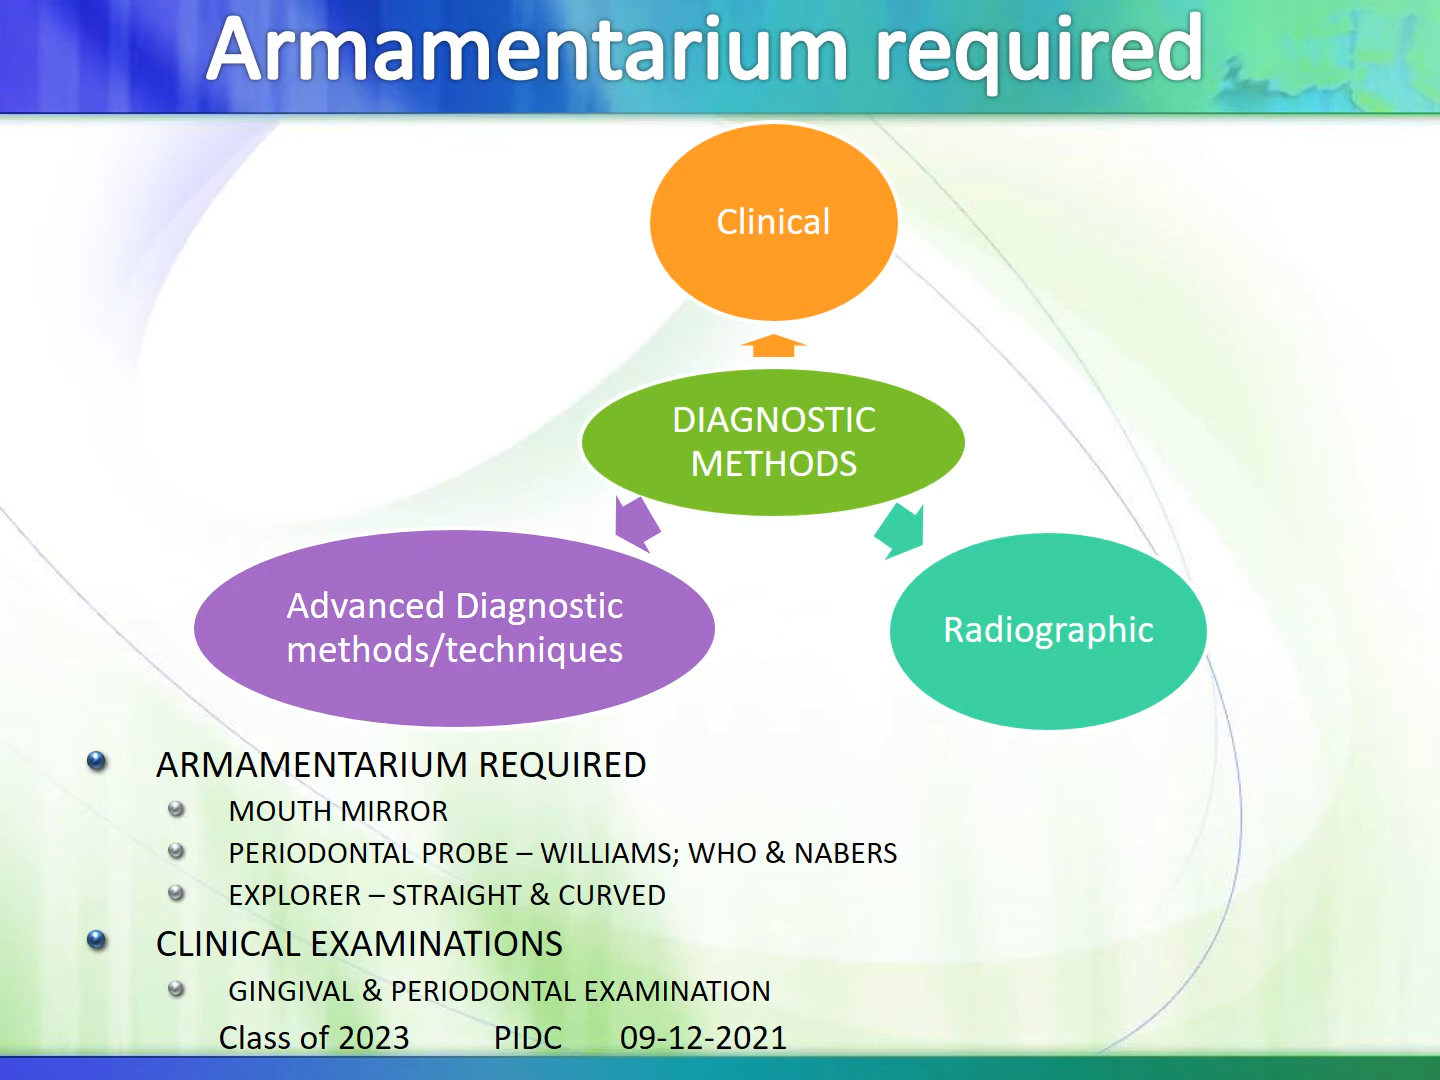 Armamentarium required
Clinical
DIAGNOSTIC
METHODS
Advanced Diagnostic
methods/techniques
Radiographic
ARMAMENTARIUM REQUIRED
MOUTH MIRROR
PERIODONTAL PROBE – WILLIAMS; WHO & NABERS
EXPLORER – STRAIGHT & CURVED
CLINICAL EXAMINATIONS
GINGIVAL & PERIODONTAL EXAMINATION
Class of 2023 PIDC 09-12-2021